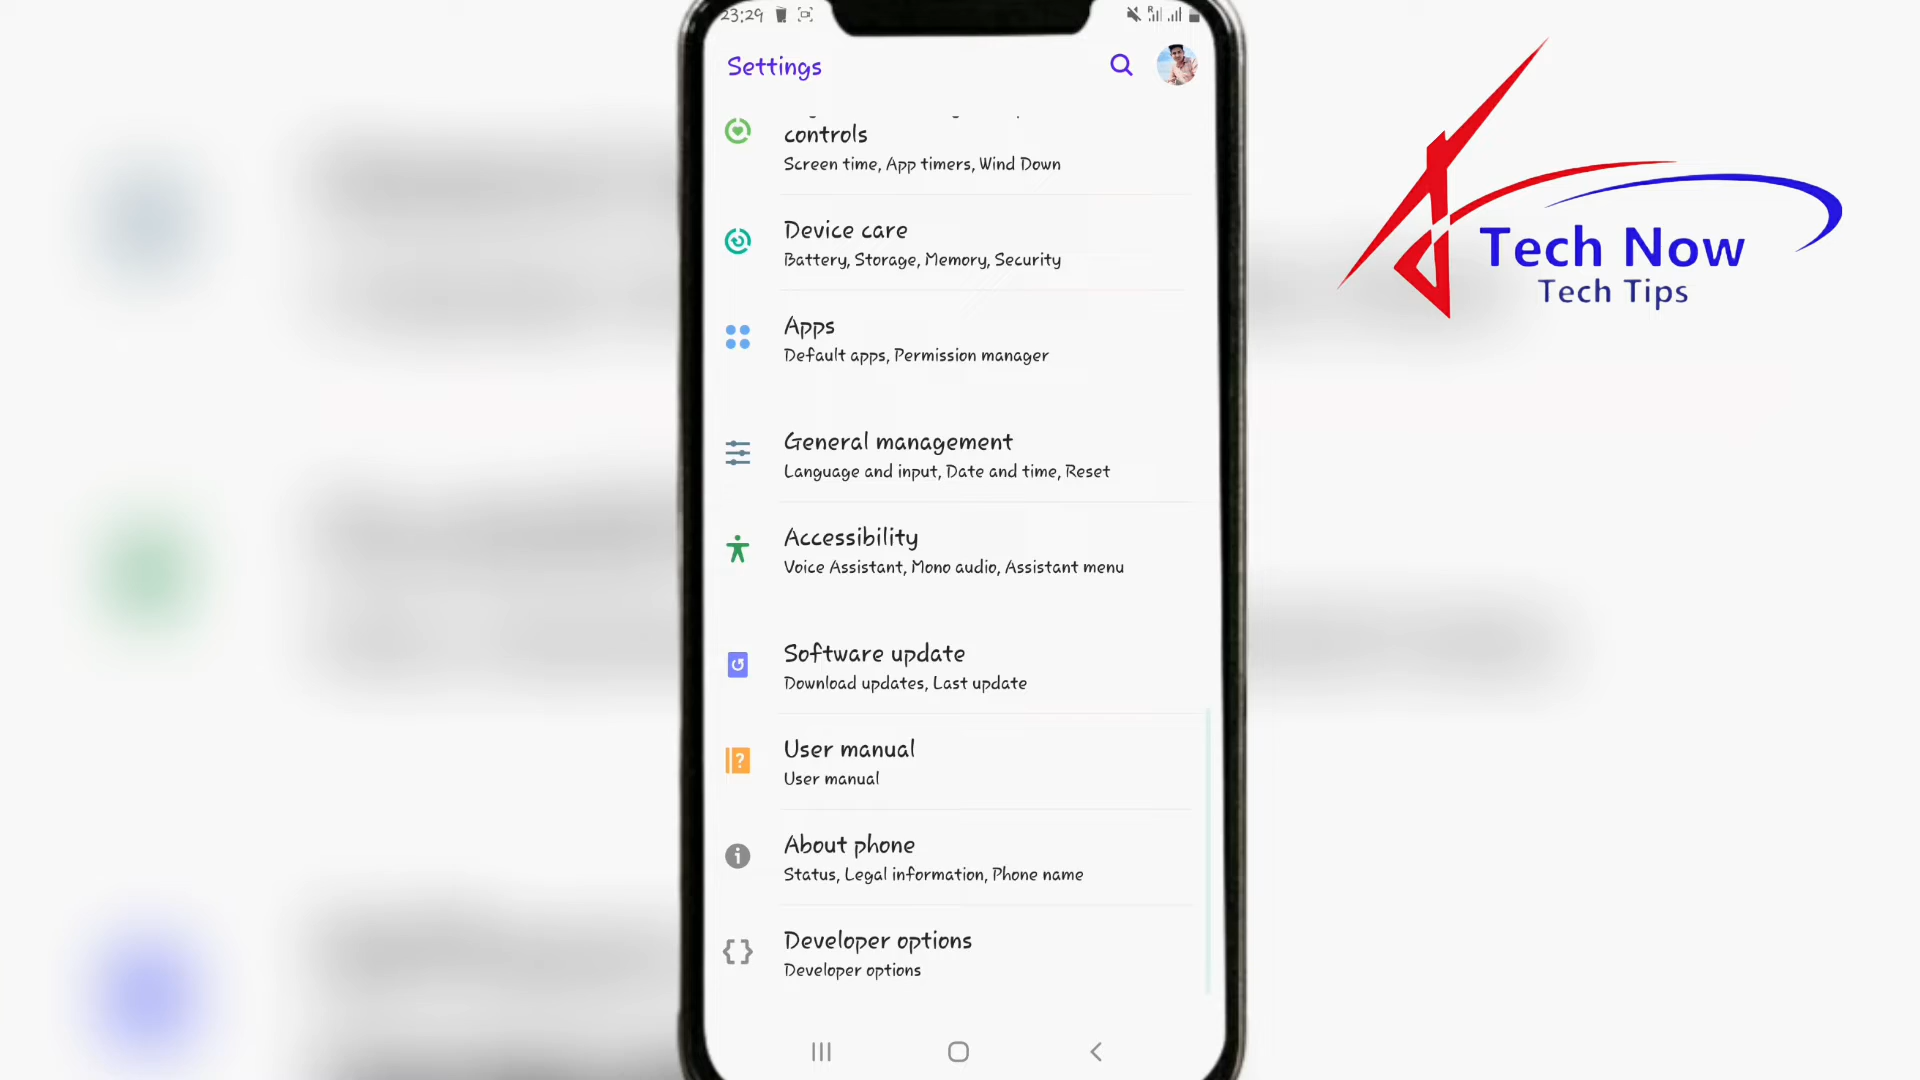 23:29
Settings
controls
Screen time, App timers, Wind Down
Device care
Battery, Storage, Memory, Security
Apps
Default apps, Permission manager
General management
Language and input, Date and time, Reset
Accessibility
Voice Assistant, Mono audio, Assistant menu
Software update
Download updates, Last update
User manual
User manual
About phone
Status, Legal information, Phone name
Developer options
Developer options
Tech Now
Tech Tips